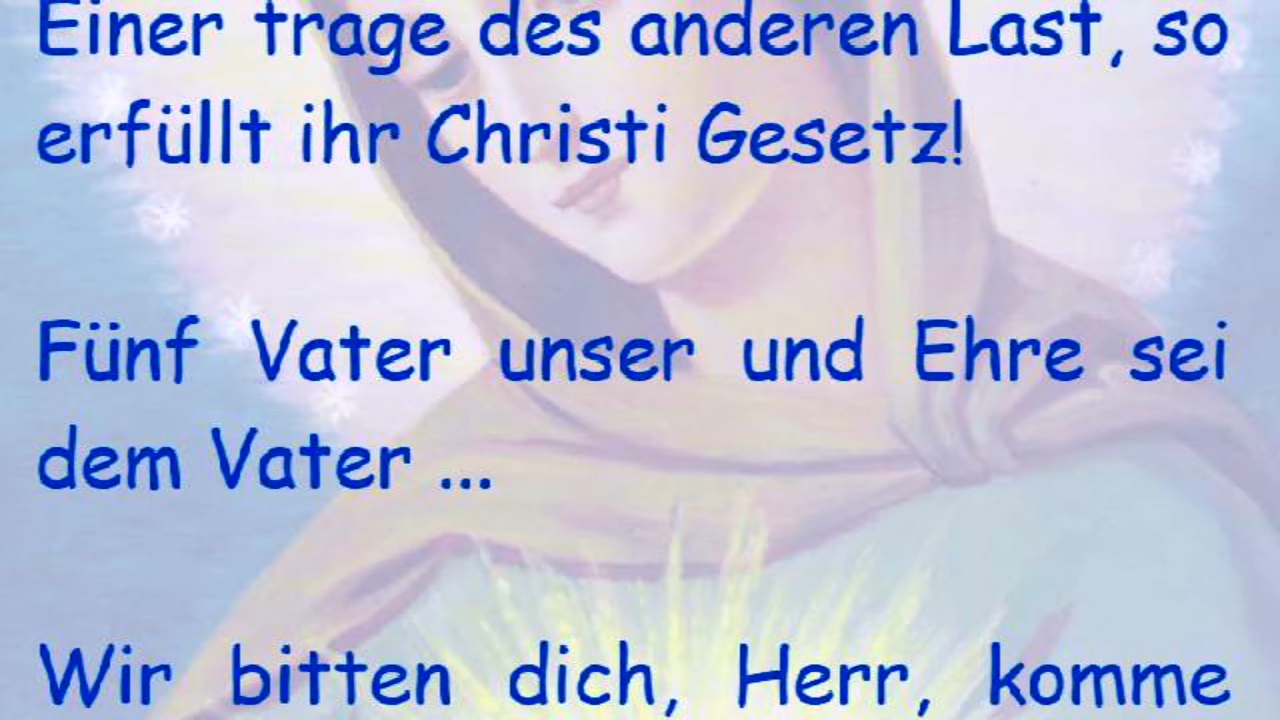 Einer trage des anderen Last, so
erfüllt ihr Christi Gesetz!
Fünf Vater unser und Ehre sei
dem Vater ...
Wir bitten dich, Herr, komme